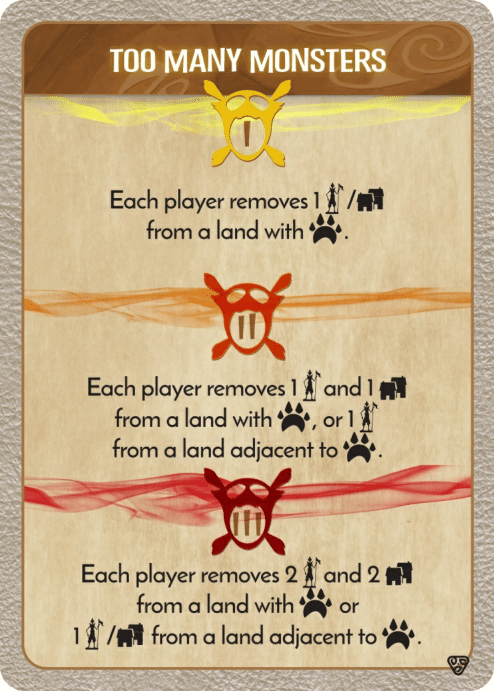 TOO MANY MONSTERS
I
Each player removes 1 /
from a land with .
II
Each player removes 1 and 1
from a land with , or 1
from a land adjacent to .
III
Each player removes 2 and 2
from a land with or
1 / from a land adjacent to .